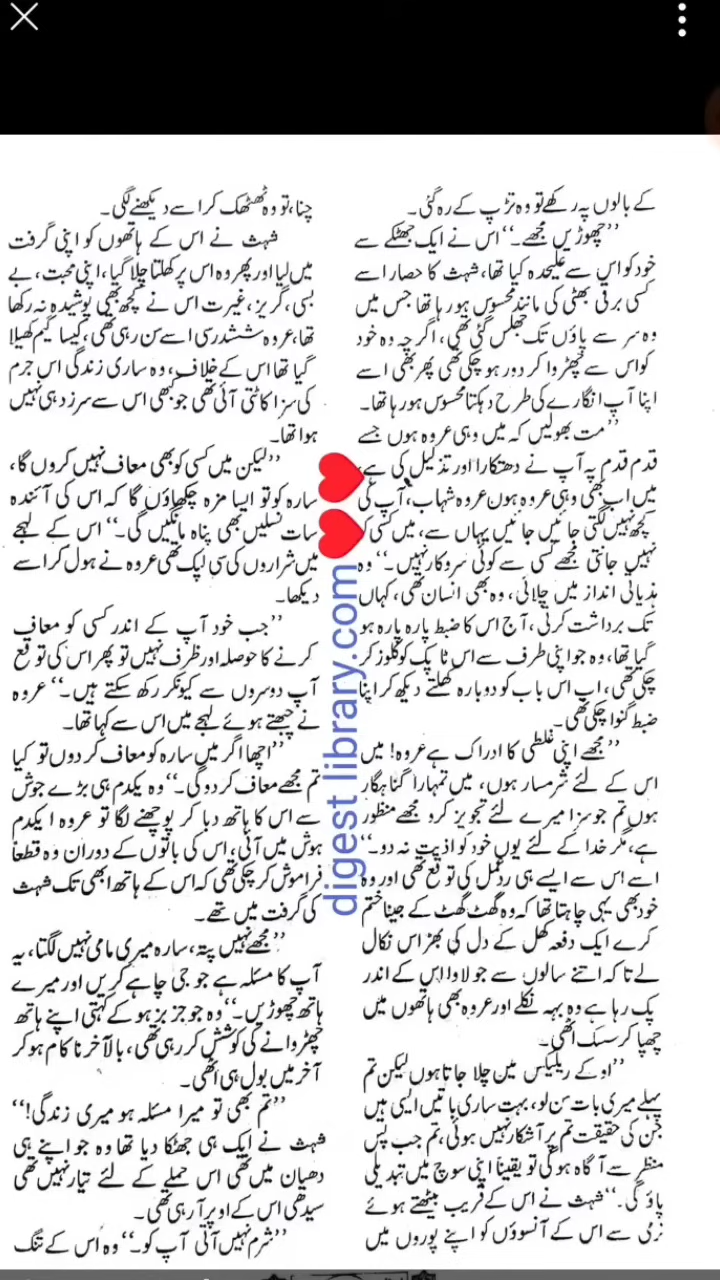 کے بالوں پہ رکھے تو وہ تڑپ کے رہ گئی۔
’’چھوڑیں مجھے۔‘‘ اس نے ایک جھٹکے سے
خود کو اس سے علیحدہ کیا تھا، شہث کا حصار اسے
کسی برقی بھٹی کی مانند محسوس ہو رہا تھا جس میں
وہ سر سے پاؤں تک جھلس گئی تھی، اگرچہ وہ خود
کو اس سے چھڑوا کر دور ہو چکی تھی پھر بھی اسے
اپنا آپ انگارے کی طرح دہکتا محسوس ہو رہا تھا۔
’’مت بھولیں کہ میں وہی عروہ ہوں جسے
قدم قدم پہ آپ نے دھتکارا اور تذلیل کی ہے،
میں اب بھی وہی عروہ ہوں عروہ شہاب، آپ کی
کچھ نہیں لگتی جائیں جائیں یہاں سے، میں کسی کو
نہیں جانتی مجھے کسی سے کوئی سروکار نہیں۔‘‘ وہ
ہذیانی انداز میں چلائی، وہ بھی انسان تھی، کہاں
تک برداشت کرتی، آج اس کا ضبط پارہ پارہ ہو
گیا تھا، وہ جو اپنی طرف سے اس ٹاپک کو کلوز کر
چکی تھی، اب اس باب کو دوبارہ کھلتے دیکھ کر اپنا
ضبط گنوا چکی تھی۔
’’مجھے اپنی غلطی کا ادراک ہے عروہ! میں
اس کے لئے شرمسار ہوں، میں تمہارا گناہگار
ہوں تم جو سزا میرے لئے تجویز کرو مجھے منظور
ہے، مگر خدا کے لئے یوں خود کو اذیت نہ دو۔‘‘
اسے اس سے ایسے ہی ردعمل کی توقع تھی اور وہ
خود بھی یہی چاہتا تھا کہ وہ گھٹ گھٹ کے جینا ختم
کرے ایک دفعہ کھل کے دل کی بھڑاس نکال
لے تاکہ اتنے سالوں سے جو لاوا اس کے اندر
پک رہا ہے وہ بہہ نکلے اور عروہ بھی ہاتھوں میں
چھپا کر سسک اٹھی۔
’’اوکے ریلیکس میں چلا جاتا ہوں لیکن تم
پہلے میری بات سن لو، بہت ساری باتیں ایسی ہیں
جن کی حقیقت تم پر آشکار نہیں ہوئی، تم جب پس
منظر سے آگاہ ہو گی تو یقیناً اپنی سوچ میں تبدیلی
پاؤ گی۔‘‘ شہث نے اس کے قریب بیٹھتے ہوئے
نرمی سے اس کے آنسوؤں کو اپنے پوروں میں
چنا، تو وہ ٹھٹھک کر اسے دیکھنے لگی۔
شہث نے اس کے ہاتھوں کو اپنی گرفت
میں لیا اور پھر وہ اس پر کھلتا چلا گیا، اپنی محبت، بے
بسی، گریز، غیرت اس نے کچھ بھی پوشیدہ نہ رکھا
تھا، عروہ ششدر سی اسے سن رہی تھی، کیسا گیم کھیلا
گیا تھا اس کے خلاف، وہ ساری زندگی اس جرم
کی سزا کاٹتی آئی تھی جو کبھی اس سے سرزد ہی نہیں
ہوا تھا۔
’’لیکن میں کسی کو بھی معاف نہیں کروں گا،
سارہ کو تو ایسا مزہ چکھاؤں گا کہ اس کی آئندہ
سات نسلیں بھی پناہ مانگیں گی۔‘‘ اس کے لہجے
میں شراروں کی سی لپک تھی عروہ نے ہول کر اسے
دیکھا۔
’’جب خود آپ کے اندر کسی کو معاف
کرنے کا حوصلہ اور ظرف نہیں تو پھر اس کی توقع
آپ دوسروں سے کیونکر رکھ سکتے ہیں۔‘‘ عروہ
نے چبھتے ہوئے لہجے میں اس سے کہا تھا۔
’’اچھا اگر میں سارہ کو معاف کر دوں تو کیا
تم مجھے معاف کر دو گی۔‘‘ وہ یکدم ہی بڑے جوش
سے اس کا ہاتھ دبا کر پوچھنے لگا تو عروہ ایکدم
ہوش میں آئی، اس کی باتوں کے دوران وہ قطعاً
فراموش کر چکی تھی کہ اس کے ہاتھ ابھی تک شہث
کی گرفت میں تھے۔
’’مجھے نہیں پتہ، سارہ میری مامی نہیں لگتا، یہ
آپ کا مسئلہ ہے جو جی چاہے کریں اور میرے
ہاتھ چھوڑیں۔‘‘ وہ جو جزبز ہو کے کہتی اپنے ہاتھ
چھڑوانے کی کوشش کر رہی تھی، بالآخر ناکام ہو کر
آخر میں بول ہی اٹھی۔
’’تم بھی تو میرا مسئلہ ہو میری زندگی!‘‘
شہث نے ایک ہی جھٹکا دیا تھا وہ جو اپنے ہی
دھیان میں تھی اس حملے کے لئے تیار نہیں تھی
سیدھی اس کے اوپر آ رہی تھی۔
’’شرم نہیں آتی آپ کو۔‘‘ وہ اس کے تنگ
digest library.com